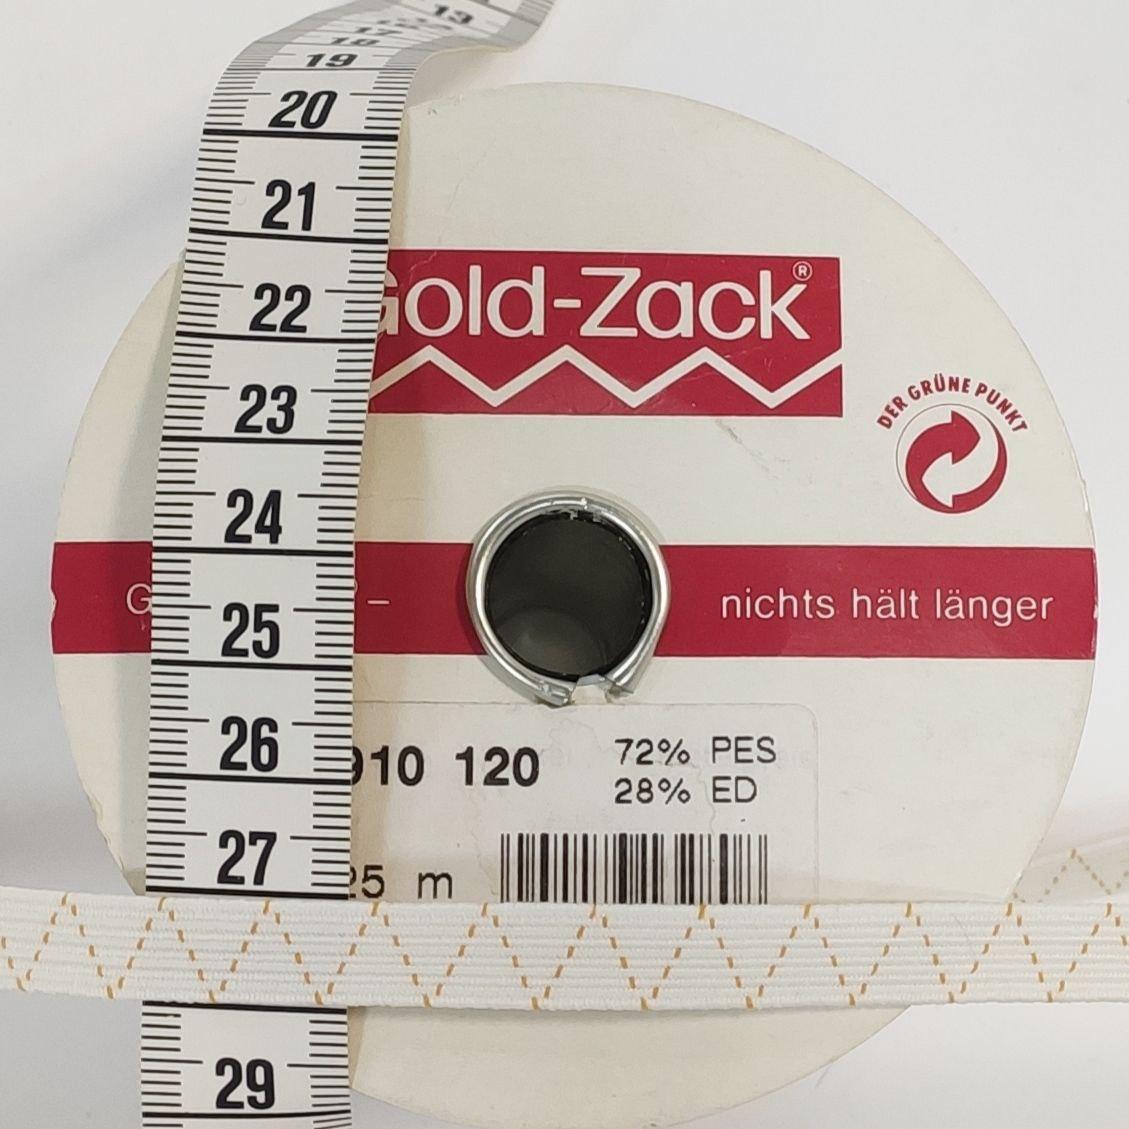 13
17
18
19
20
21
22
23
24
25
26
27
29
Gold-Zack®
DER GRÜNE PUNKT
– nichts hält länger
910 120
72% PES
28% ED
25 m